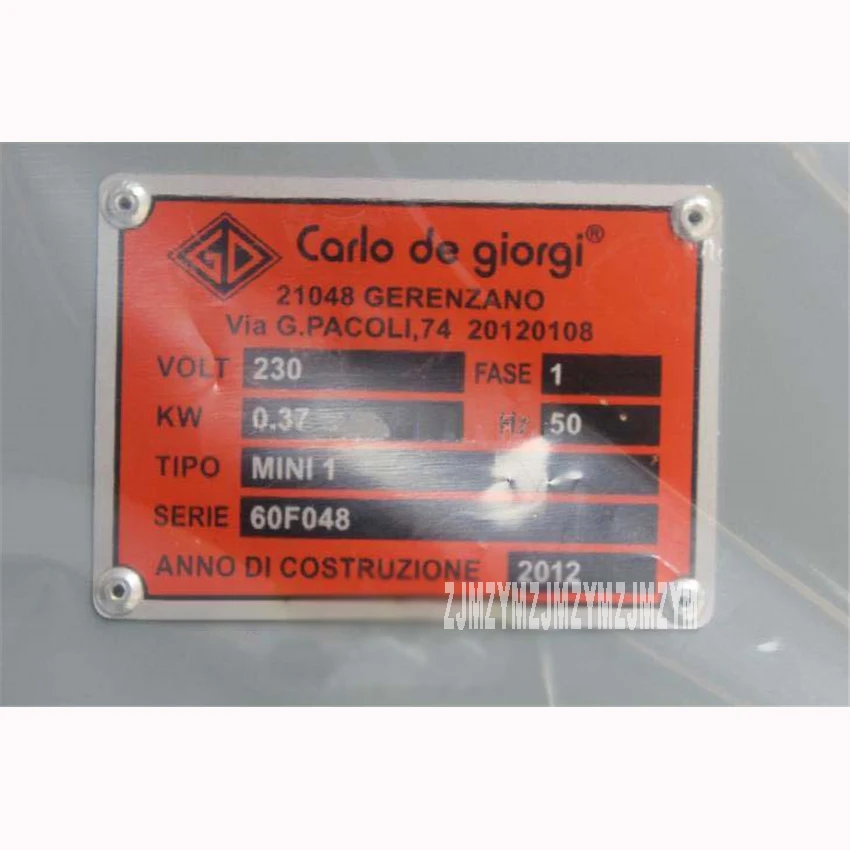 GD Carlo de giorgi®
21048 GERENZANO
Via G.PACOLI,74 20120108
VOLT 230 FASE 1
KW 0.37 Hz 50
TIPO MINI 1
SERIE 60F048
ANNO DI COSTRUZIONE 2012
ZJMZYMZJMZYMZJMZYM